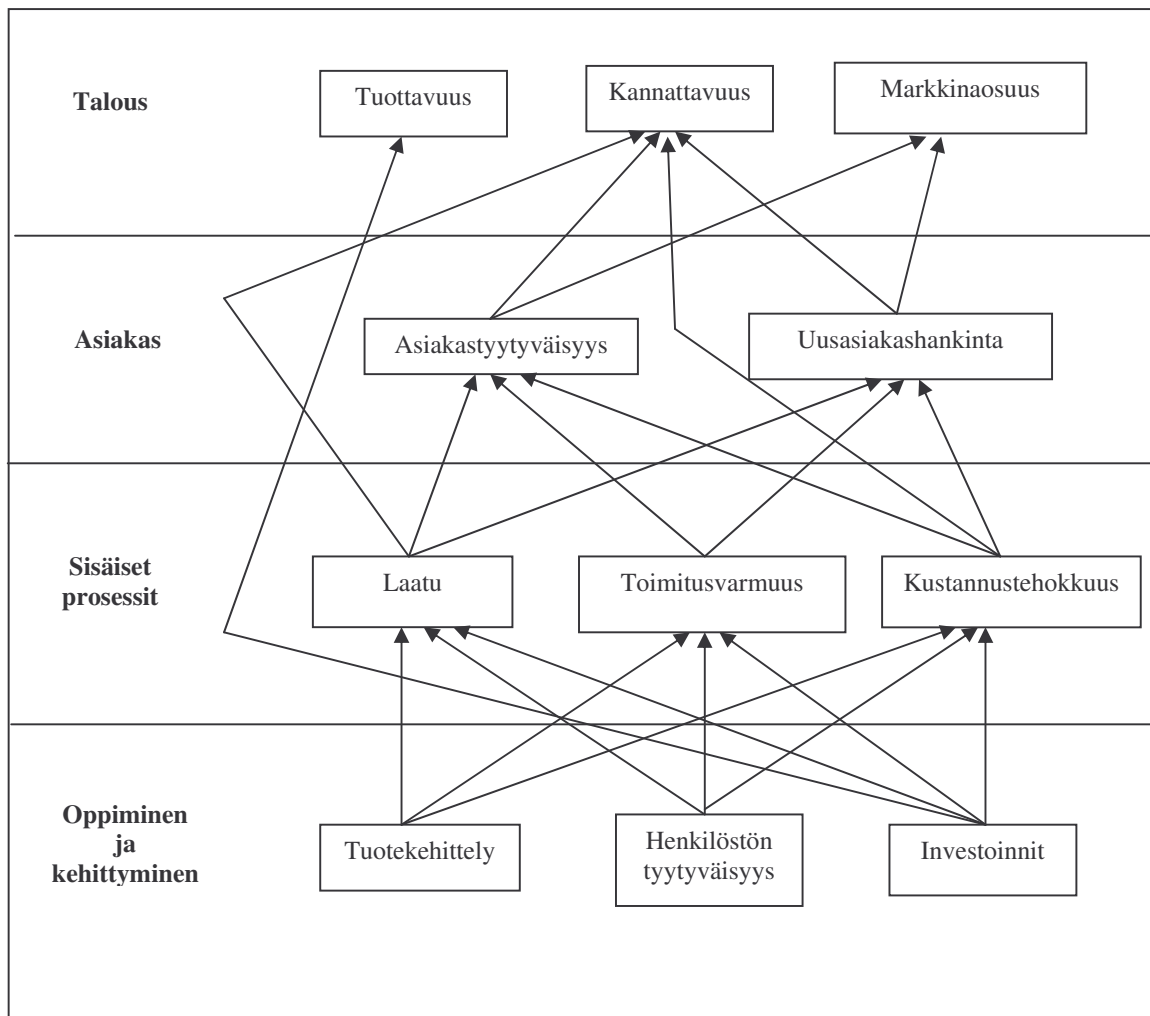 Talous
Tuottavuus
Kannattavuus
Markkinaosuus
Asiakas
Asiakastyytyväisyys
Uusasiakashankinta
Sisäiset
prosessit
Laatu
Toimitusvarmuus
Kustannustehokkuus
Oppiminen
ja
kehittyminen
Tuotekehittely
Henkilöstön
tyytyväisyys
Investoinnit